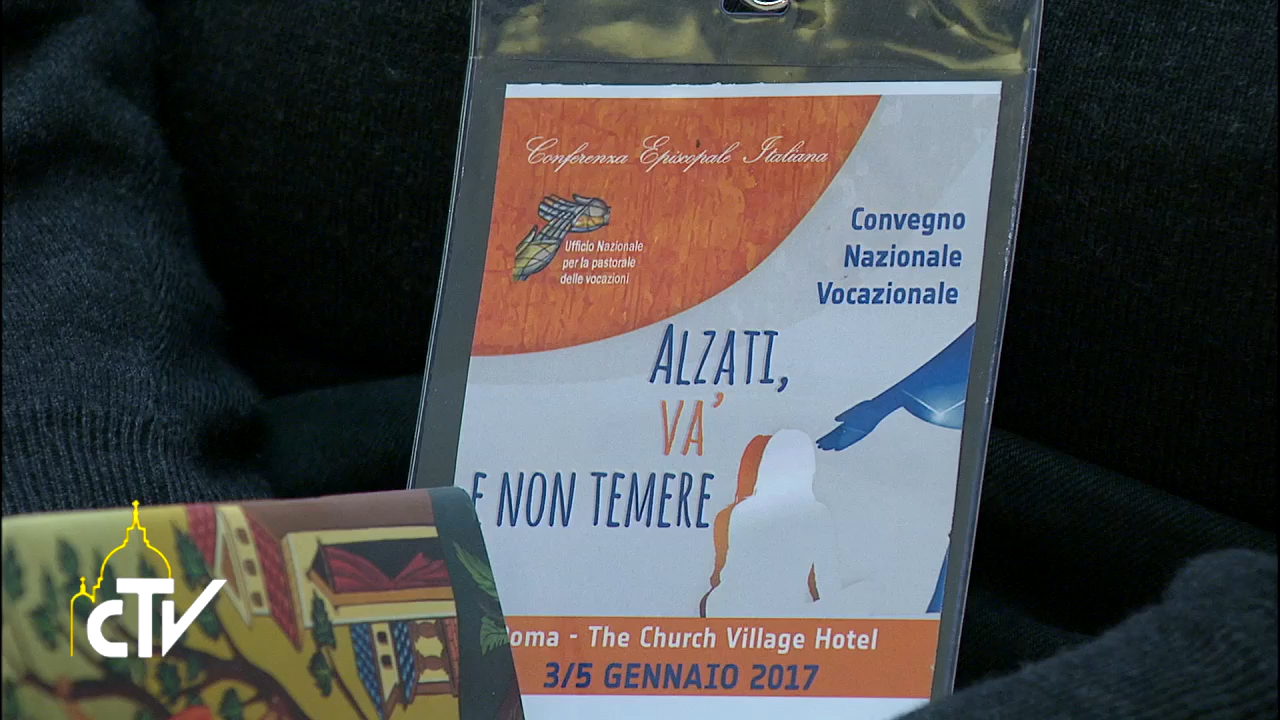 Conferenza Episcopale Italiana
Ufficio Nazionale
per la pastorale
delle vocazioni
Convegno
Nazionale
Vocazionale
ALZATI,
VA'
E NON TEMERE
oma - The Church Village Hotel
3/5 GENNAIO 2017
CTV